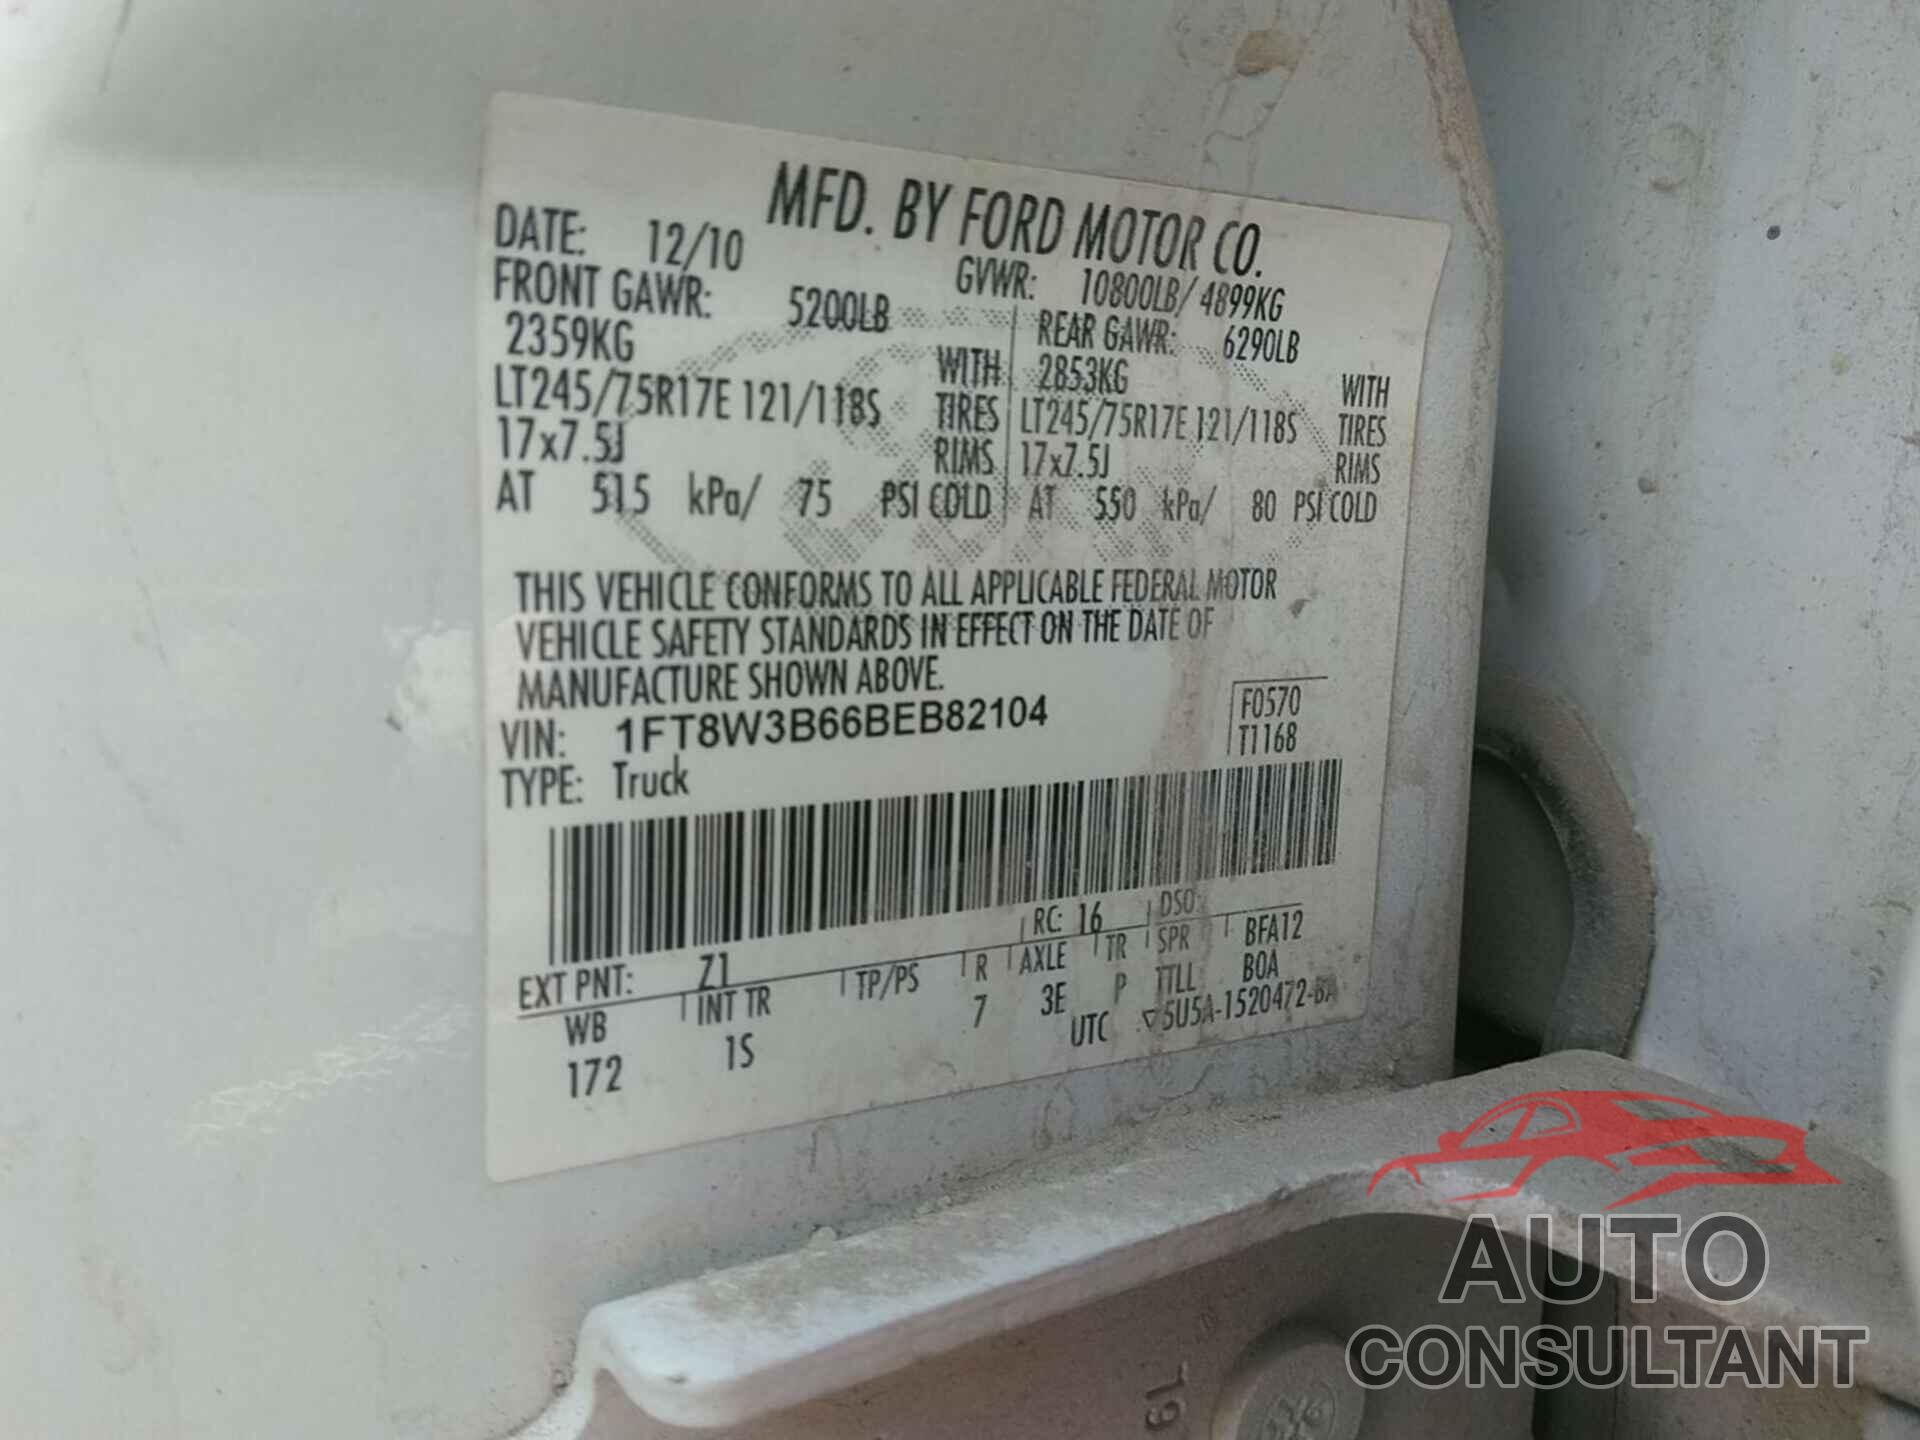 MFD. BY FORD MOTOR CO.
DATE: 12/10 GVWR: 10800LB/ 4899KG
FRONT GAWR: 5200LB REAR GAWR: 6290LB
2359KG WITH 2853KG WITH
LT245/75R17E 121/118S TIRES LT245/75R17E 121/118S TIRES
17x7.5J RIMS 17x7.5J RIMS
AT 515 kPa/ 75 PSI COLD AT 550 kPa/ 80 PSI COLD
THIS VEHICLE CONFORMS TO ALL APPLICABLE FEDERAL MOTOR
VEHICLE SAFETY STANDARDS IN EFFECT ON THE DATE OF
MANUFACTURE SHOWN ABOVE.
VIN: 1FT8W3B66BEB82104 F0570
TYPE: Truck T1168
RC: 16 DSO:
EXT PNT: Z1 BFA12
WB INT TR TP/PS R AXLE TR SPR B0A
172 1S 7 3E P TTLL
UTC ▽5U5A-1520472-BA
19
AUTO
CONSULTANT